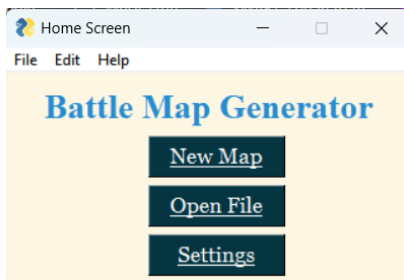 Home Screen
File Edit Help
Battle Map Generator
New Map
Open File
Settings